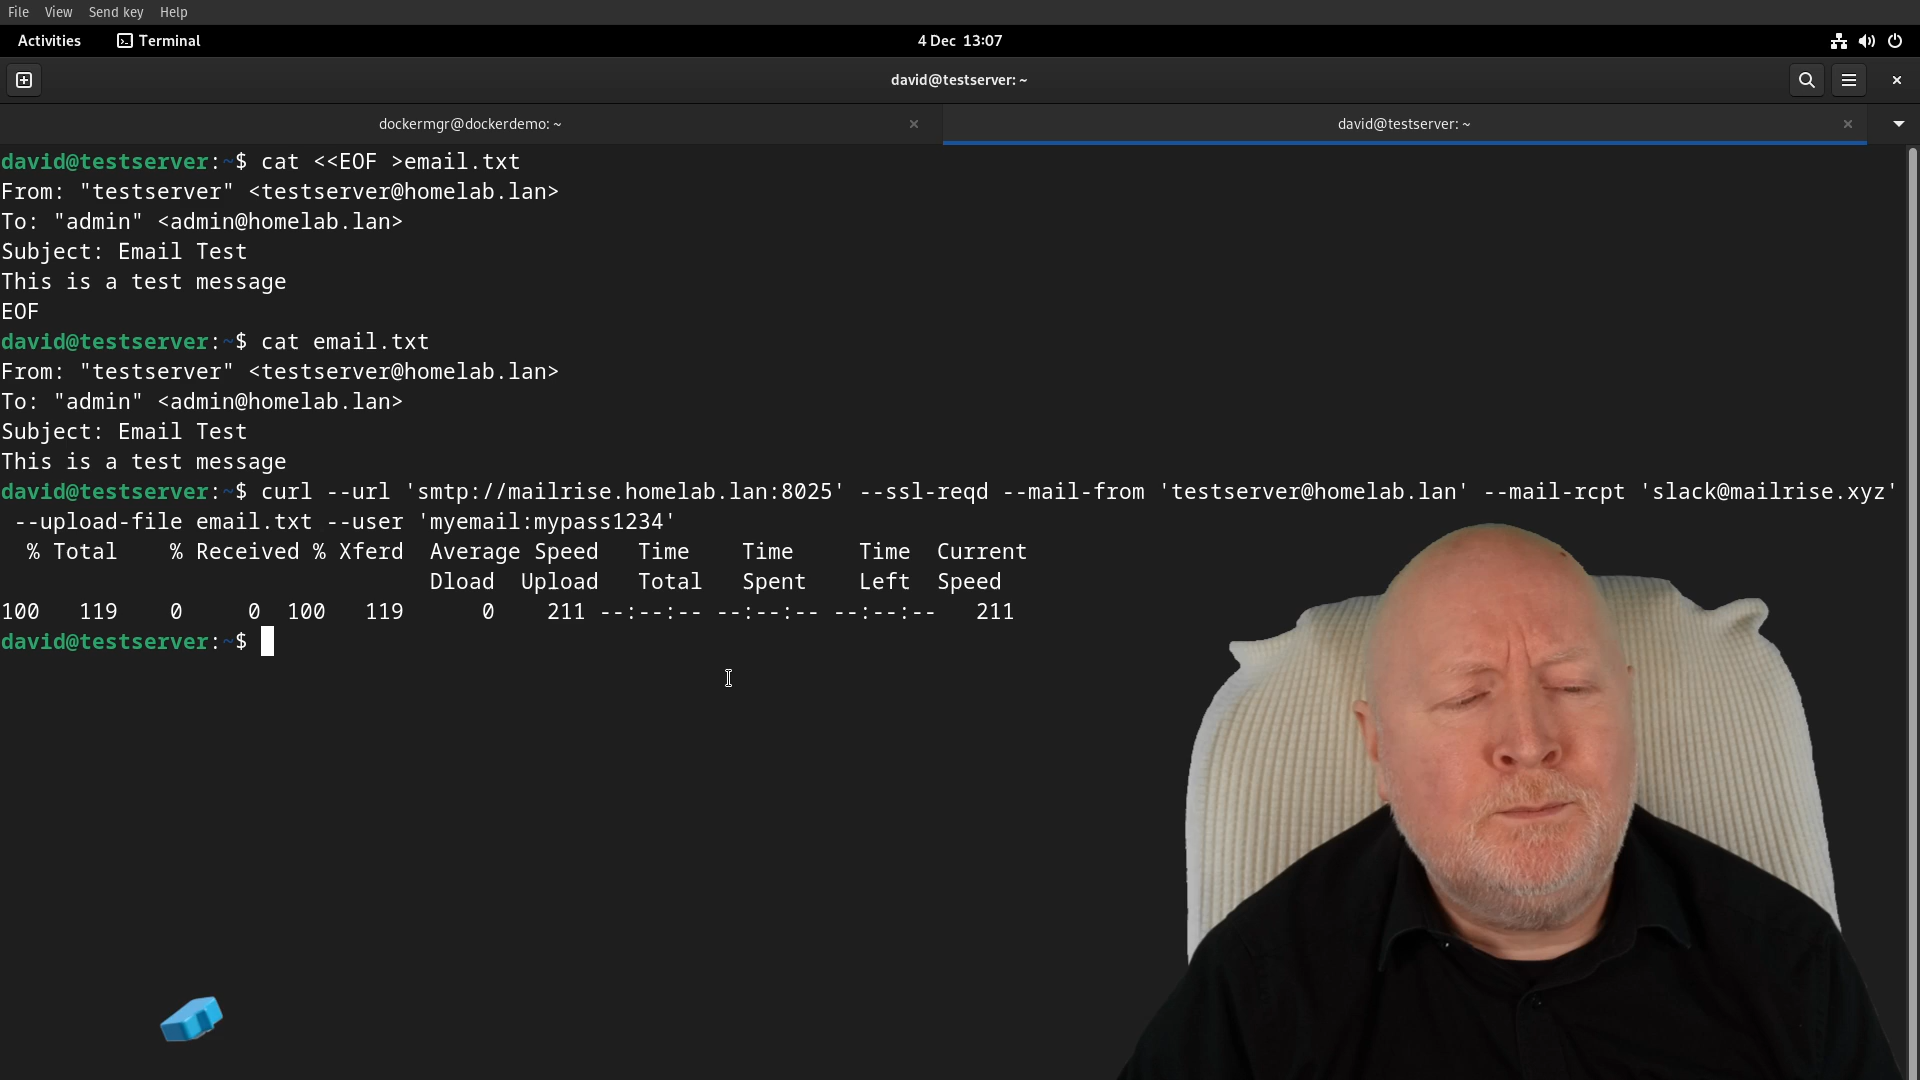 File View Send key Help
Activities Terminal 4 Dec 13:07
david@testserver: ~
dockermgr@dockerdemo: ~ david@testserver: ~
david@testserver:~$ cat <<EOF >email.txt
From: "testserver" <testserver@homelab.lan>
To: "admin" <admin@homelab.lan>
Subject: Email Test
This is a test message
EOF
david@testserver:~$ cat email.txt
From: "testserver" <testserver@homelab.lan>
To: "admin" <admin@homelab.lan>
Subject: Email Test
This is a test message
david@testserver:~$ curl --url 'smtp://mailrise.homelab.lan:8025' --ssl-reqd --mail-from 'testserver@homelab.lan' --mail-rcpt 'slack@mailrise.xyz'
--upload-file email.txt --user 'myemail:mypass1234'
% Total % Received % Xferd Average Speed Time Time Time Current
Dload Upload Total Spent Left Speed
100 119 0 0 100 119 0 211 --:--:-- --:--:-- --:--:-- 211
david@testserver:~$